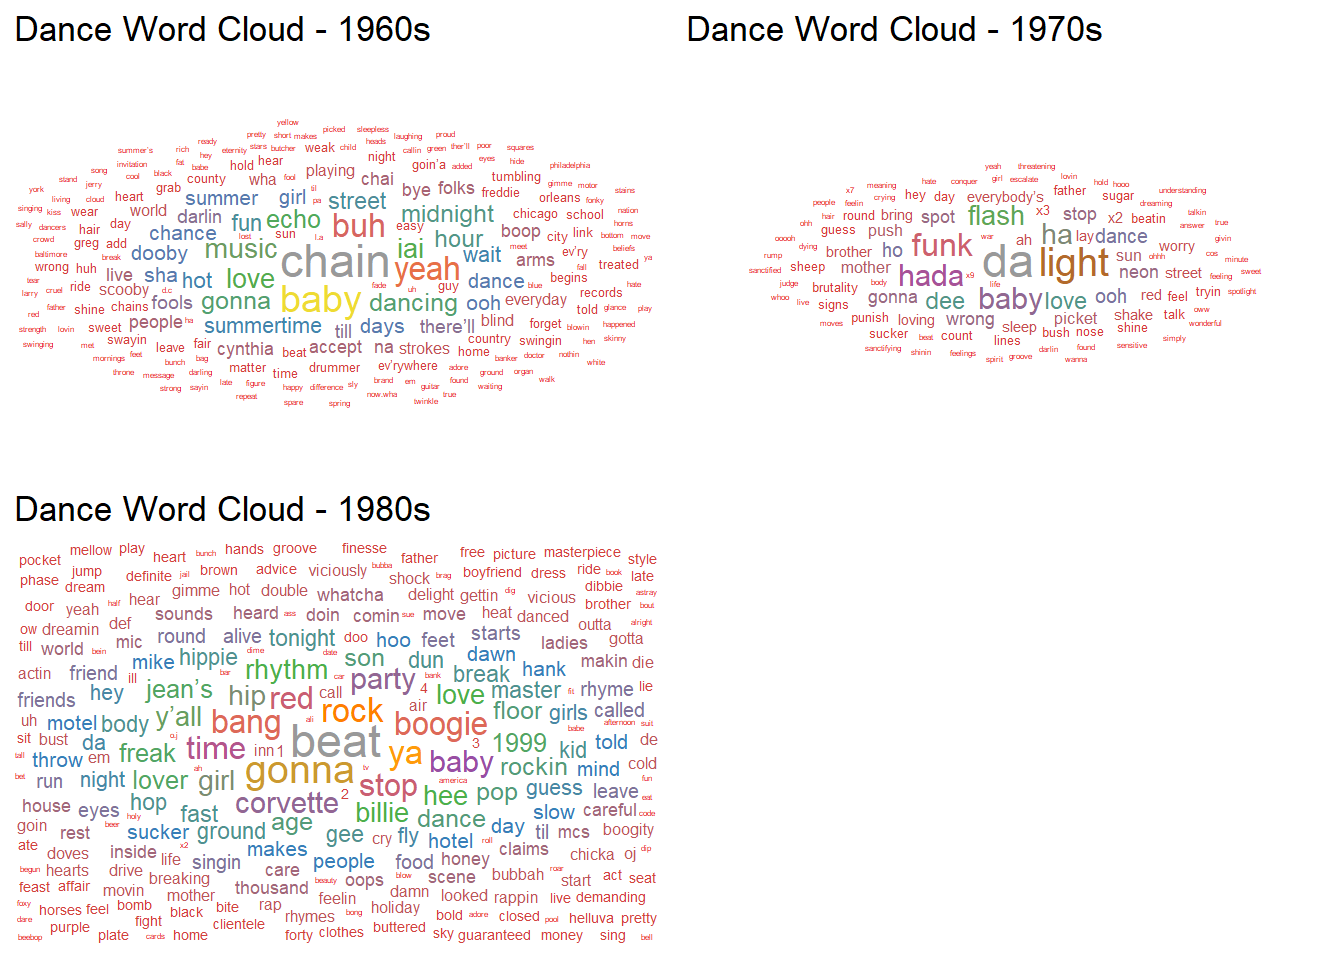 Dance Word Cloud - 1960s
yellow
pretty short makes picked sleepless laughing proud
ready stars butcher weak child heads callin green ther'll poor squares
summer's rich hey eternity hold hear playing night goin'a added eyes hide
invitation fat babe county wha chai tumbling philadelphia
song cool black grab til bye folks freddie gimme motor
stand jerry heart summer girl pa street orleans fonky stains
york living cloud world darlin fun echo buh easy midnight chicago school nation
singing kiss wear day chance lost sun l.a iai hour boop city link horns
sally dancers hair dooby music chain yeah meet wait arms ev'ry bottom move
crowd greg add break fall treated beliefs ya
baltimore wrong huh live sha hot love baby fade uh guy dance begins hate
tear ride scooby records
larry cruel chains fools gonna dancing ooh everyday told glance play
red father shine people ha summertime till days there'll blind forget blowin happened
strength lovin sweet swayin fair country swingin hen skinny
swinging met leave cynthia beat accept na strokes home banker doctor nothin
mornings feet bunch bag matter time drummer ev'rywhere adore ground organ white
throne message darling late figure happy difference sly brand em guitar found waiting walk
strong sayin repeat spare spring now.wha twinkle true
Dance Word Cloud - 1970s
yeah threatening
hate conquer girl escalate lovin hold hooo
x7 meaning crying hey day everybody's father sugar understanding
people feelin flash x3 stop x2 dreaming
ohh hair round bring spot beatin talkin true
guess push war ah ha lay dance answer givin
ooooh dying brother ho funk da light sun ohhh worry cos minute
rump mother neon street feeling sweet
sanctified sheep body hada x9 life
judge brutality gonna dee baby love ooh red feel tryin spotlight
whoo live signs oww
moves punish loving wrong sleep picket shake talk wonderful
sucker beat count lines bush nose shine simply
sanctifying shinin feelings spirit groove darlin wanna found sensitive
Dance Word Cloud - 1980s
pocket mellow play heart bunch hands groove finesse father free picture masterpiece style
phase jump definite jail brown advice viciously bubba shock brag boyfriend dress ride book late
dream gimme hot double whatcha delight gettin dig vicious dibbie astray
door yeah half hear sounds heard ass doin comin sue move heat danced brother bout
ow dreamin def round alive tonight doo hoo feet starts outta alright
till world bein mic mike hippie dime date son dun dawn ladies gotta
actin friend ill bar rhythm car party bank break hank makin die
friends hey jean's hip red call 4 love master fit rhyme lie
uh motel body y'all bang ali rock air boogie floor girls called afternoon suit
sit bust da o.j beat 3 1999 babe told de
tall throw em freak time inn 1 ya baby kid
bet run night lover ah girl gonna tv stop america rockin mind cold fun
house eyes hop corvette 2 hee pop guess leave eat
goin beer holy fast billie dance slow careful code
ate rest sucker ground age gee cry fly hotel day til mcs boogity
doves inside x2 makes roll claims chicka oj dip
begun hearts life singin people food honey roar
feast affair drive breaking care beauty oops blow scene bubbah start act seat
foxy movin mother thousand feelin damn looked rappin live demanding
dare horses feel bomb black bite rap rhymes bong holiday bold adore closed pool helluva pretty
purple fight clientele
beebop plate cards home forty clothes buttered sky guaranteed money sing bell